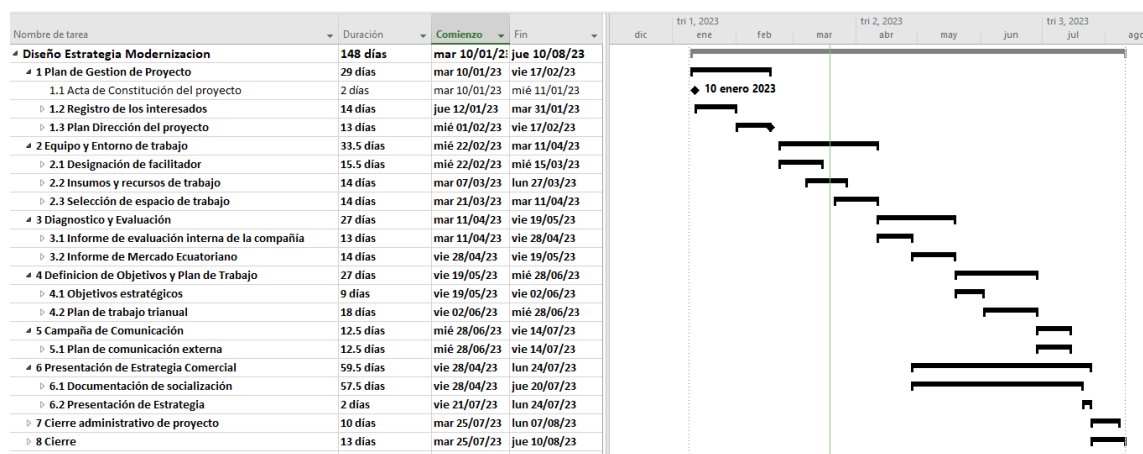 tri 1, 2023 tri 2, 2023 tri 3, 2023
Nombre de tarea Duración Comienzo Fin dic ene feb mar abr may jun jul ago
Diseño Estrategia Modernizacion 148 días mar 10/01/23 jue 10/08/23
1 Plan de Gestion de Proyecto 29 días mar 10/01/23 vie 17/02/23
1.1 Acta de Constitución del proyecto 2 días mar 10/01/23 mié 11/01/23 10 enero 2023
1.2 Registro de los interesados 14 días jue 12/01/23 mar 31/01/23
1.3 Plan Dirección del proyecto 13 días mié 01/02/23 vie 17/02/23
2 Equipo y Entorno de trabajo 33.5 días mié 22/02/23 mar 11/04/23
2.1 Designación de facilitador 15.5 días mié 22/02/23 mié 15/03/23
2.2 Insumos y recursos de trabajo 14 días mar 07/03/23 lun 27/03/23
2.3 Selección de espacio de trabajo 14 días mar 21/03/23 mar 11/04/23
3 Diagnostico y Evaluación 27 días mar 11/04/23 vie 19/05/23
3.1 Informe de evaluación interna de la compañía 13 días mar 11/04/23 vie 28/04/23
3.2 Informe de Mercado Ecuatoriano 14 días vie 28/04/23 vie 19/05/23
4 Definicion de Objetivos y Plan de Trabajo 27 días vie 19/05/23 mié 28/06/23
4.1 Objetivos estratégicos 9 días vie 19/05/23 vie 02/06/23
4.2 Plan de trabajo trianual 18 días vie 02/06/23 mié 28/06/23
5 Campaña de Comunicación 12.5 días mié 28/06/23 vie 14/07/23
5.1 Plan de comunicación externa 12.5 días mié 28/06/23 vie 14/07/23
6 Presentación de Estrategia Comercial 59.5 días vie 28/04/23 lun 24/07/23
6.1 Documentación de socialización 57.5 días vie 28/04/23 jue 20/07/23
6.2 Presentación de Estrategia 2 días vie 21/07/23 lun 24/07/23
7 Cierre administrativo de proyecto 10 días mar 25/07/23 lun 07/08/23
8 Cierre 13 días mar 25/07/23 jue 10/08/23